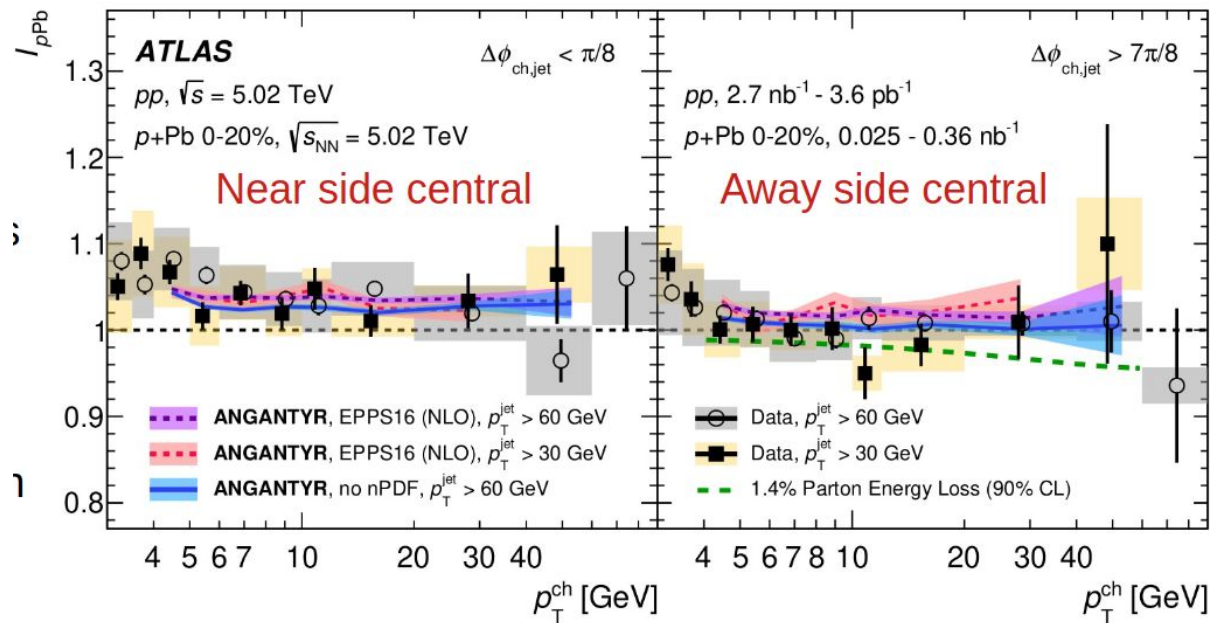 I_pPb
ATLAS
Δϕ_ch,jet < π/8
pp, √s = 5.02 TeV
p+Pb 0-20%, √s_NN = 5.02 TeV
Near side central
ANGANTYR, EPPS16 (NLO), p_T^jet > 60 GeV
ANGANTYR, EPPS16 (NLO), p_T^jet > 30 GeV
ANGANTYR, no nPDF, p_T^jet > 60 GeV
1.3
1.2
1.1
1
0.9
0.8
4 5 6 7 10 20 30 40
p_T^ch [GeV]
Δϕ_ch,jet > 7π/8
pp, 2.7 nb⁻¹ - 3.6 pb⁻¹
p+Pb 0-20%, 0.025 - 0.36 nb⁻¹
Away side central
Data, p_T^jet > 60 GeV
Data, p_T^jet > 30 GeV
1.4% Parton Energy Loss (90% CL)
4 5 6 7 8 10 20 30 40
p_T^ch [GeV]